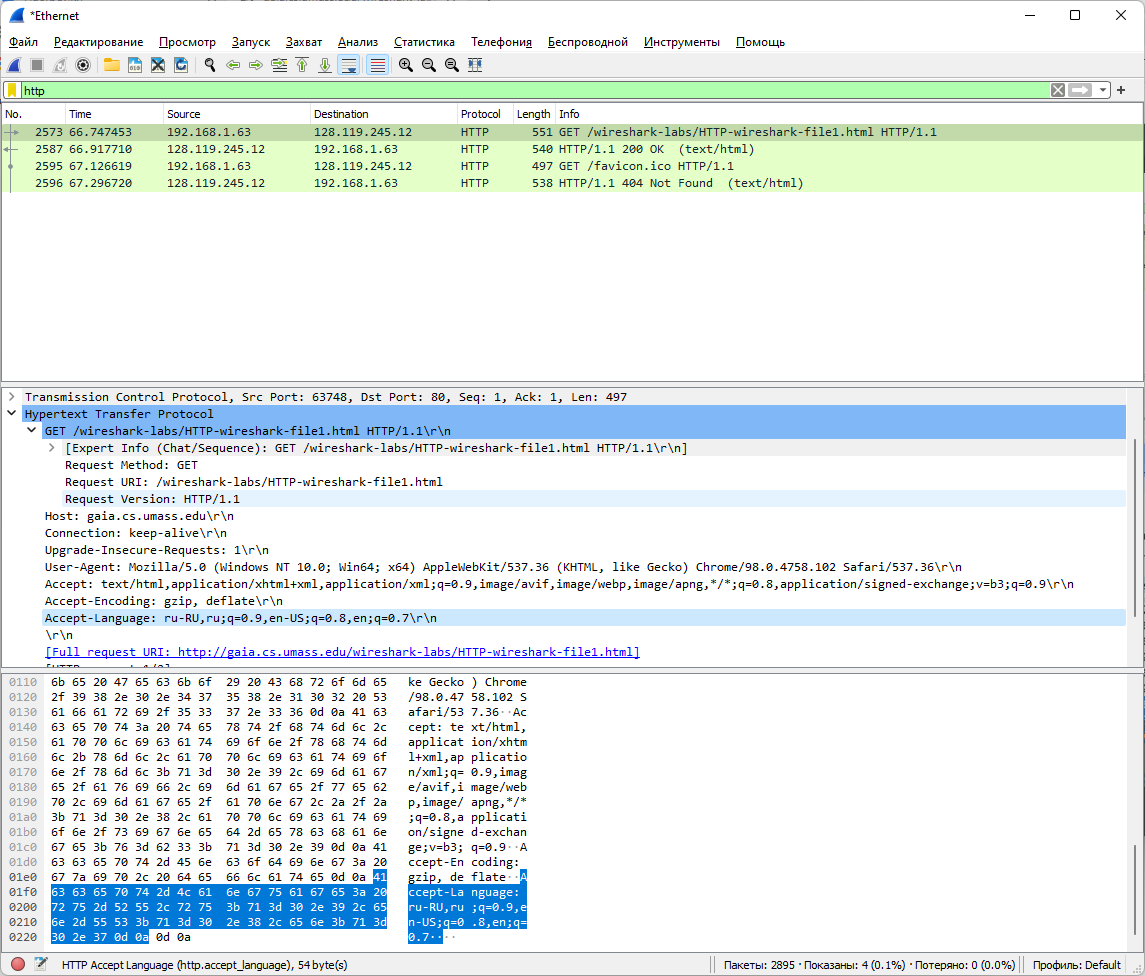 *Ethernet
Файл Редактирование Просмотр Запуск Захват Анализ Статистика Телефония Беспроводной Инструменты Помощь
http
No. Time Source Destination Protocol Length Info
2573 66.747453 192.168.1.63 128.119.245.12 HTTP 551 GET /wireshark-labs/HTTP-wireshark-file1.html HTTP/1.1
2587 66.917710 128.119.245.12 192.168.1.63 HTTP 540 HTTP/1.1 200 OK  (text/html)
2595 67.126619 192.168.1.63 128.119.245.12 HTTP 497 GET /favicon.ico HTTP/1.1
2596 67.296720 128.119.245.12 192.168.1.63 HTTP 538 HTTP/1.1 404 Not Found  (text/html)
Transmission Control Protocol, Src Port: 63748, Dst Port: 80, Seq: 1, Ack: 1, Len: 497
Hypertext Transfer Protocol
GET /wireshark-labs/HTTP-wireshark-file1.html HTTP/1.1\r\n
[Expert Info (Chat/Sequence): GET /wireshark-labs/HTTP-wireshark-file1.html HTTP/1.1\r\n]
Request Method: GET
Request URI: /wireshark-labs/HTTP-wireshark-file1.html
Request Version: HTTP/1.1
Host: gaia.cs.umass.edu\r\n
Connection: keep-alive\r\n
Upgrade-Insecure-Requests: 1\r\n
User-Agent: Mozilla/5.0 (Windows NT 10.0; Win64; x64) AppleWebKit/537.36 (KHTML, like Gecko) Chrome/98.0.4758.102 Safari/537.36\r\n
Accept: text/html,application/xhtml+xml,application/xml;q=0.9,image/avif,image/webp,image/apng,*/*;q=0.8,application/signed-exchange;v=b3;q=0.9\r\n
Accept-Encoding: gzip, deflate\r\n
Accept-Language: ru-RU,ru;q=0.9,en-US;q=0.8,en;q=0.7\r\n
\r\n
[Full request URI: http://gaia.cs.umass.edu/wireshark-labs/HTTP-wireshark-file1.html]
0110 6b 65 20 47 65 63 6b 6f 29 20 43 68 72 6f 6d 65 ke Gecko ) Chrome
0120 2f 39 38 2e 30 2e 34 37 35 38 2e 31 30 32 20 53 /98.0.47 58.102 S
0130 61 66 61 72 69 2f 35 33 37 2e 33 36 0d 0a 41 63 afari/53 7.36··Ac
0140 63 65 70 74 3a 20 74 65 78 74 2f 68 74 6d 6c 2c cept: te xt/html,
0150 61 70 70 6c 69 63 61 74 69 6f 6e 2f 78 68 74 6d applicat ion/xhtm
0160 6c 2b 78 6d 6c 2c 61 70 70 6c 69 63 61 74 69 6f l+xml,ap plicatio
0170 6e 2f 78 6d 6c 3b 71 3d 30 2e 39 2c 69 6d 61 67 n/xml;q= 0.9,imag
0180 65 2f 61 76 69 66 2c 69 6d 61 67 65 2f 77 65 62 e/avif,i mage/web
0190 70 2c 69 6d 61 67 65 2f 61 70 6e 67 2c 2a 2f 2a p,image/ apng,*/*
01a0 3b 71 3d 30 2e 38 2c 61 70 70 6c 69 63 61 74 69 ;q=0.8,a pplicati
01b0 6f 6e 2f 73 69 67 6e 65 64 2d 65 78 63 68 61 6e on/signe d-exchan
01c0 67 65 3b 76 3d 62 33 3b 71 3d 30 2e 39 0d 0a 41 ge;v=b3; q=0.9··A
01d0 63 63 65 70 74 2d 45 6e 63 6f 64 69 6e 67 3a 20 ccept-En coding:
01e0 67 7a 69 70 2c 20 64 65 66 6c 61 74 65 0d 0a 41 gzip, de flate··A
01f0 63 63 65 70 74 2d 4c 61 6e 67 75 61 67 65 3a 20 ccept-La nguage:
0200 72 75 2d 52 55 2c 72 75 3b 71 3d 30 2e 39 2c 65 ru-RU,ru ;q=0.9,e
0210 6e 2d 55 53 3b 71 3d 30 2e 38 2c 65 6e 3b 71 3d n-US;q=0 .8,en;q=
0220 30 2e 37 0d 0a 0d 0a 0.7····
HTTP Accept Language (http.accept_language), 54 byte(s) Пакеты: 2895 · Показаны: 4 (0.1%) · Потеряно: 0 (0.0%) Профиль: Default